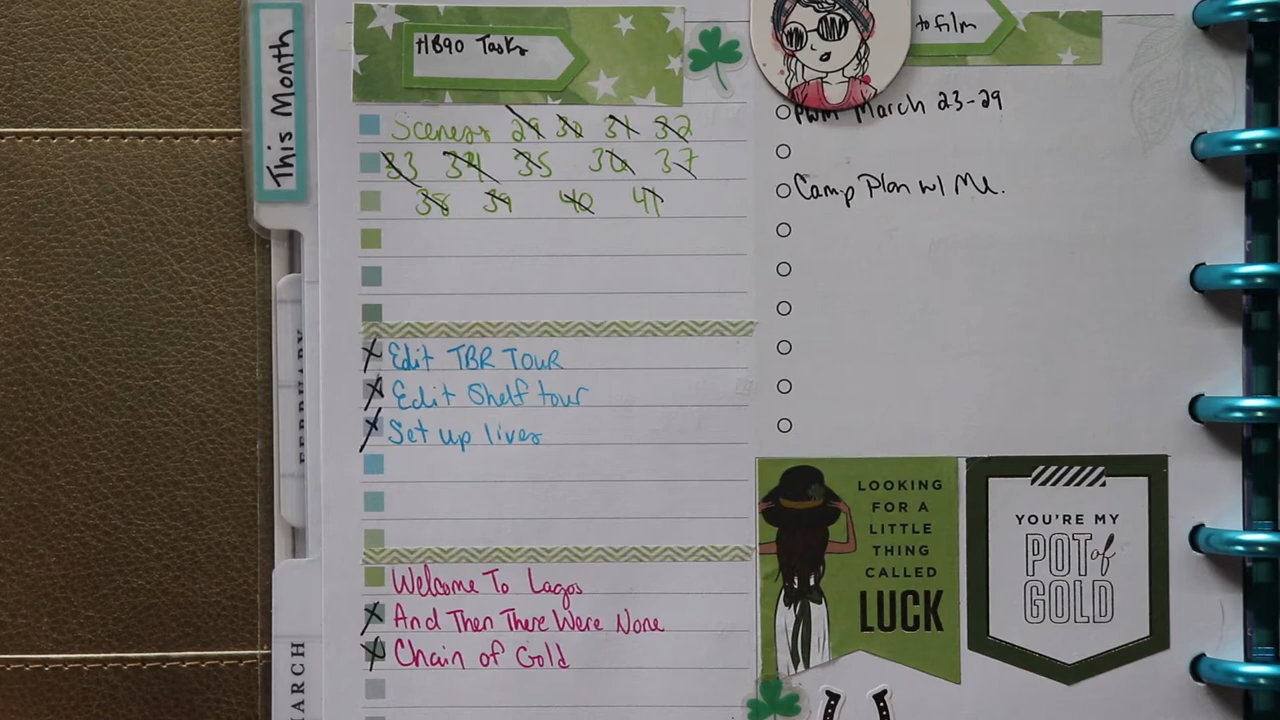 This Month
HB90 Tasks
to film
Scenes 29 30 31 32
33 34 35 36 37
38 39 40 41
PWM March 23-29
Camp Plan w/ Me.
FEBRUARY
Edit TBR TOUR
Edit Shelf tour
Set up lives
Welcome To Lagos
And Then There Were None
Chain of Gold
MARCH
LOOKING
FOR A
LITTLE
THING
CALLED
LUCK
YOU'RE MY
POT of
GOLD